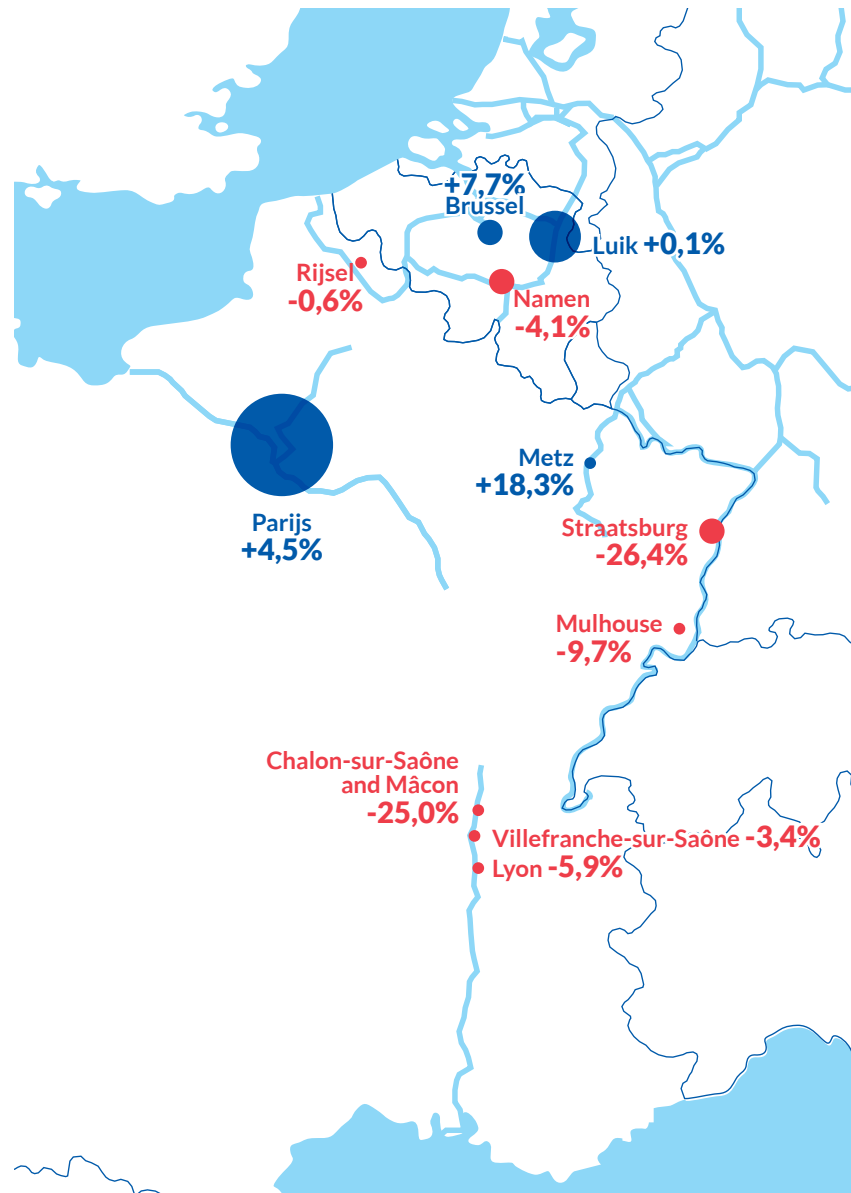 +7,7%
Brussel
Luik +0,1%
Rijsel
-0,6%
Namen
-4,1%
Metz
+18,3%
Parijs
+4,5%
Straatsburg
-26,4%
Mulhouse
-9,7%
Chalon-sur-Saône
and Mâcon
-25,0%
Villefranche-sur-Saône -3,4%
Lyon -5,9%